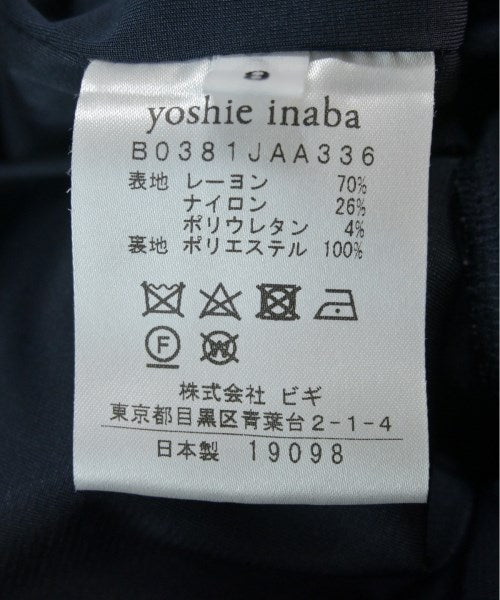 9
yoshie inaba
B0381JAA336
表地 レーヨン 70%
ナイロン 26%
ポリウレタン 4%
裏地 ポリエステル 100%
F W
株式会社 ビギ
東京都目黒区青葉台2-1-4
日本製 19098